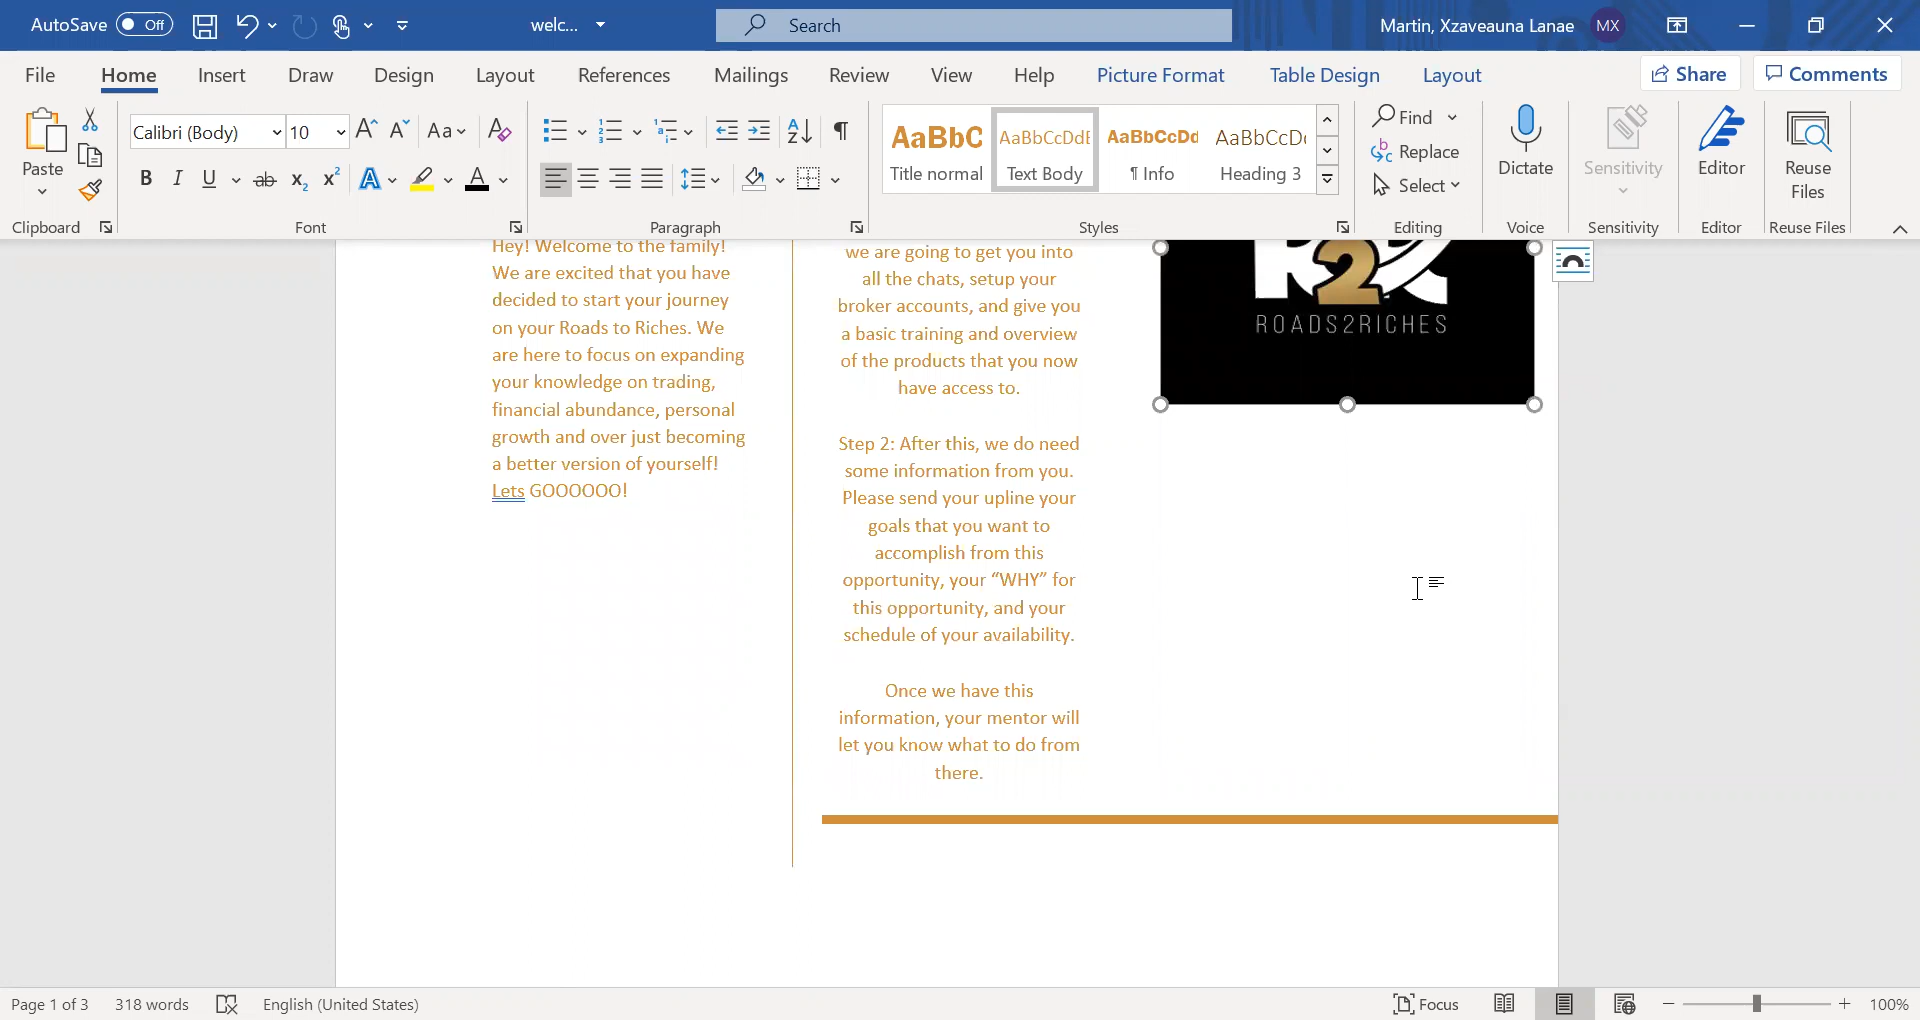 AutoSave Off
welc...
Search
Martin, Xzaveauna Lanae MX
File Home Insert Draw Design Layout References Mailings Review View Help Picture Format Table Design Layout Share Comments
Paste
Calibri (Body) 10
AaBbC AaBbCcDdE AaBbCcDd AaBbCcD
Title normal Text Body ¶ Info Heading 3
Find
Replace
Select
Dictate
Sensitivity
Editor
Reuse
Files
Clipboard Font Paragraph Styles Editing Voice Sensitivity Editor Reuse Files
Hey! Welcome to the family!
We are excited that you have
decided to start your journey
on your Roads to Riches. We
are here to focus on expanding
your knowledge on trading,
financial abundance, personal
growth and over just becoming
a better version of yourself!
Lets GOOOOOO!
we are going to get you into
all the chats, setup your
broker accounts, and give you
a basic training and overview
of the products that you now
have access to.
Step 2: After this, we do need
some information from you.
Please send your upline your
goals that you want to
accomplish from this
opportunity, your “WHY” for
this opportunity, and your
schedule of your availability.
Once we have this
information, your mentor will
let you know what to do from
there.
R2R
ROADS2RICHES
Page 1 of 3 318 words English (United States) Focus 100%